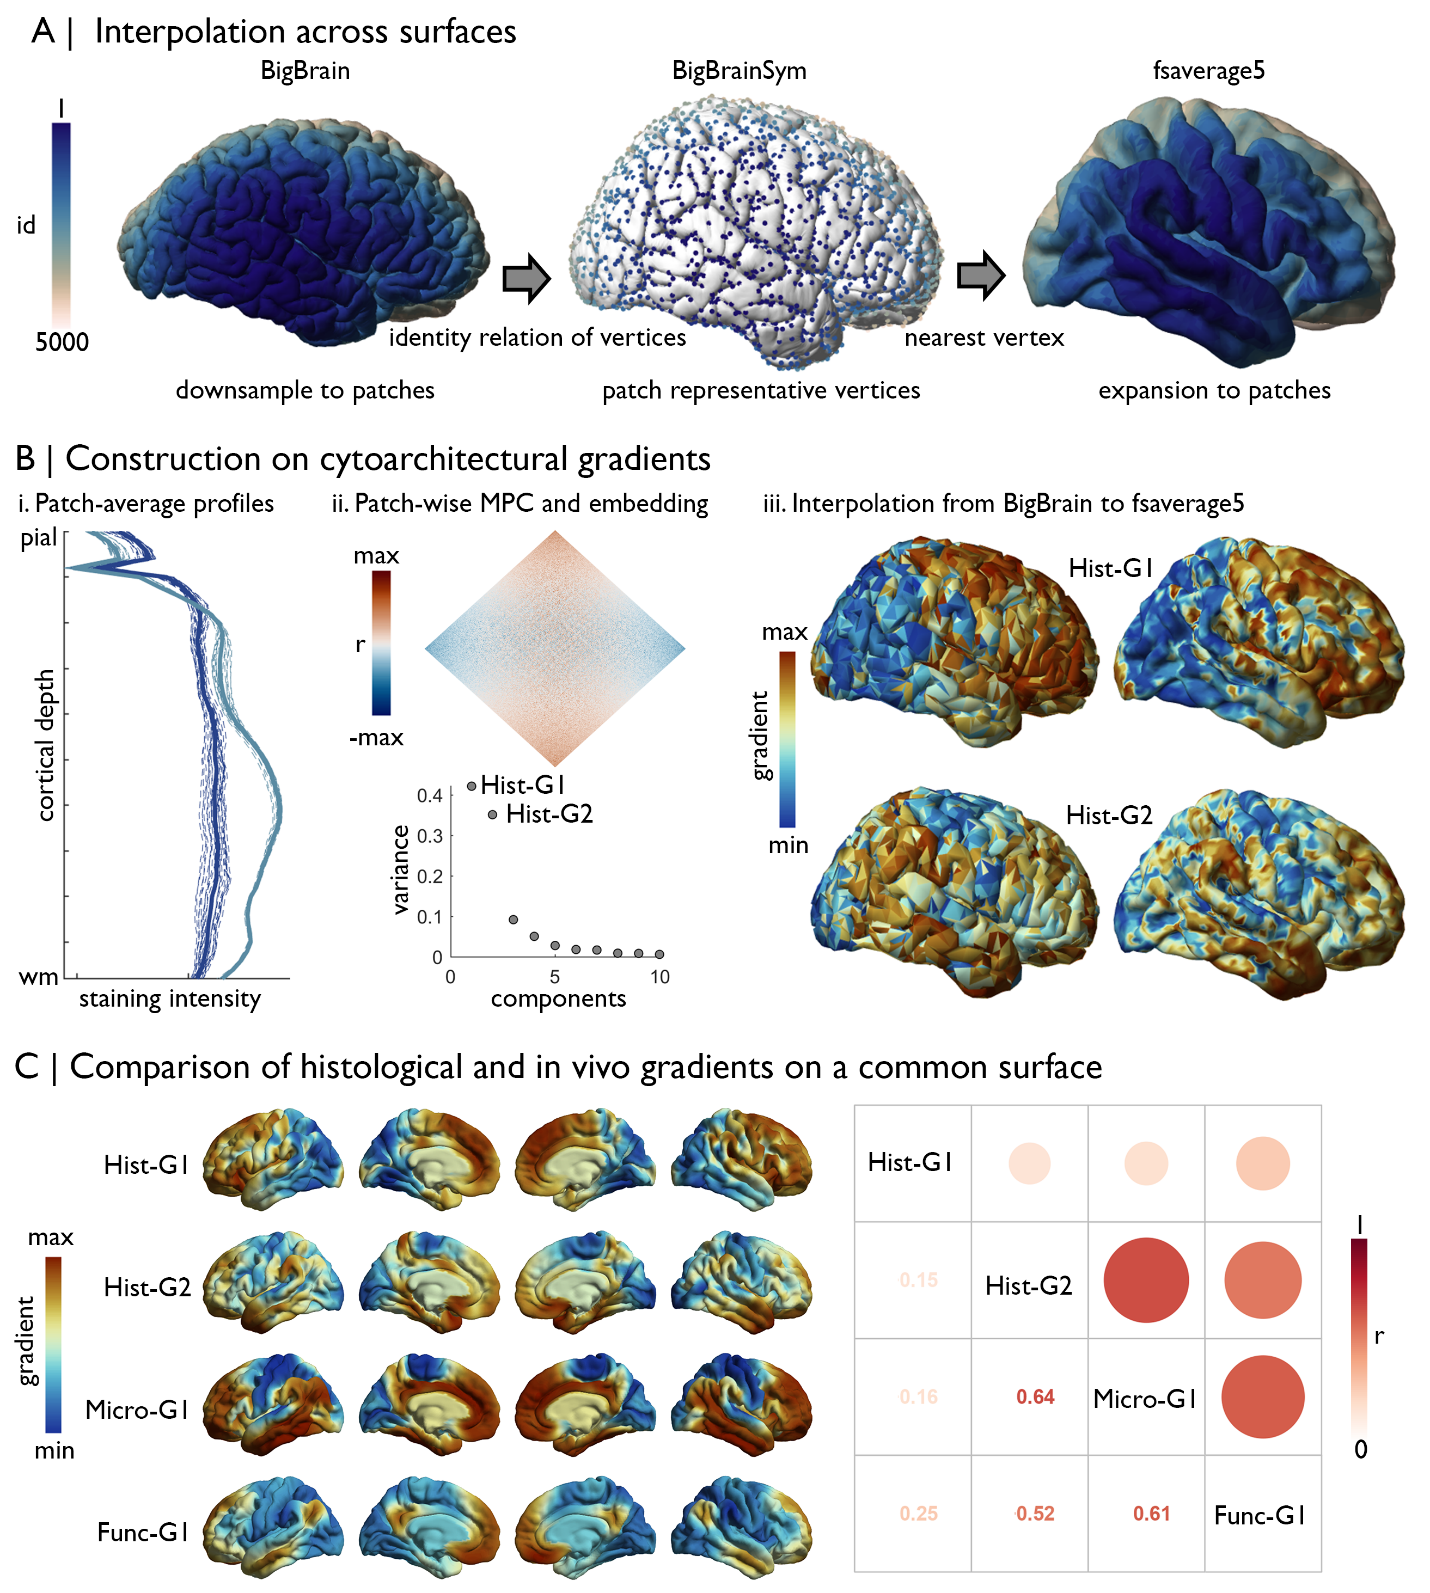 A | Interpolation across surfaces
BigBrain
BigBrainSym
fsaverage5
1
id
5000
identity relation of vertices
nearest vertex
downsample to patches
patch representative vertices
expansion to patches
B | Construction on cytoarchitectural gradients
i. Patch-average profiles
pial
cortical depth
wm
staining intensity
ii. Patch-wise MPC and embedding
max
r
-max
Hist-G1
Hist-G2
variance
0.4
0.3
0.2
0.1
0
0
5
10
components
iii. Interpolation from BigBrain to fsaverage5
Hist-G1
max
gradient
min
Hist-G2
C | Comparison of histological and in vivo gradients on a common surface
Hist-G1
Hist-G2
Micro-G1
Func-G1
max
gradient
min
Hist-G1
0.15
Hist-G2
0.16
0.64
Micro-G1
0.25
0.52
0.61
Func-G1
1
r
0